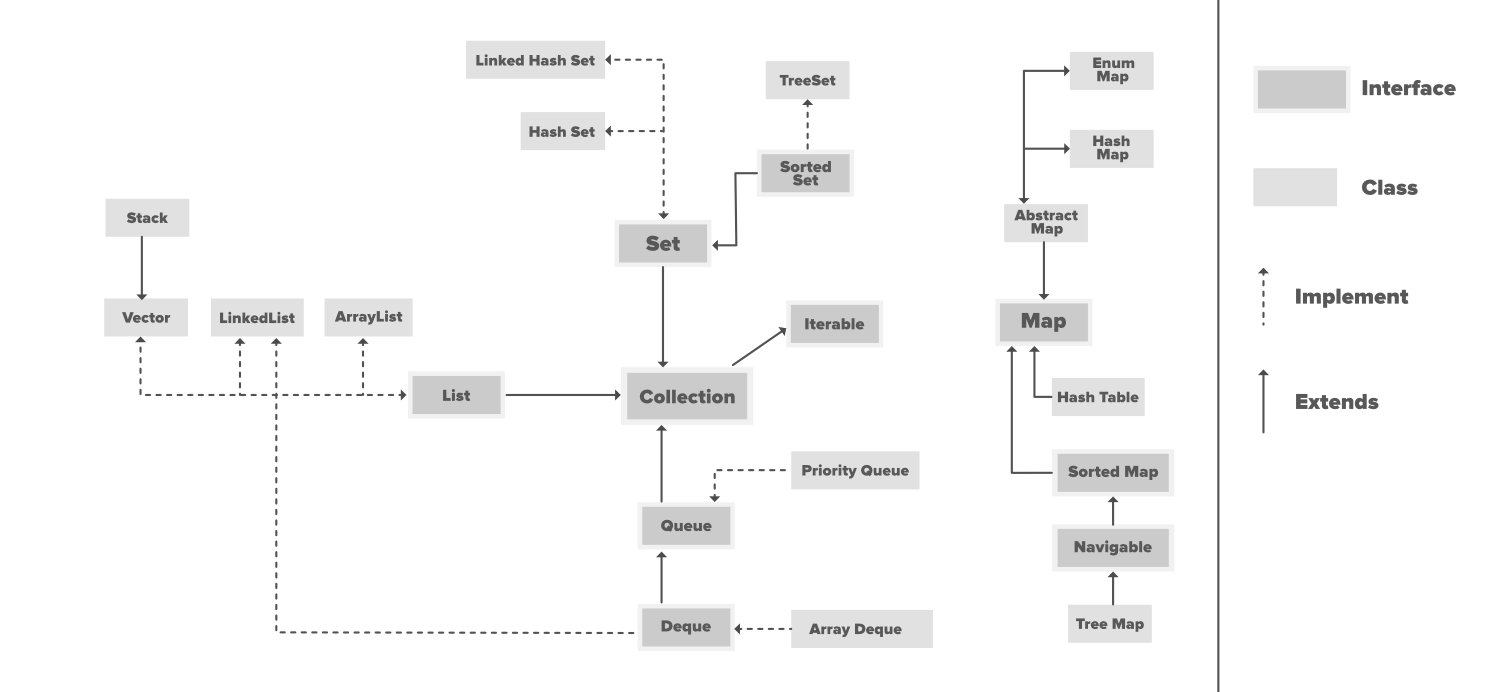 Linked Hash Set
Hash Set
TreeSet
Sorted
Set
Set
Stack
Vector
LinkedList
ArrayList
List
Collection
Iterable
Priority Queue
Queue
Deque
Array Deque
Enum
Map
Hash
Map
Abstract
Map
Map
Hash Table
Sorted Map
Navigable
Tree Map
Interface
Class
Implement
Extends